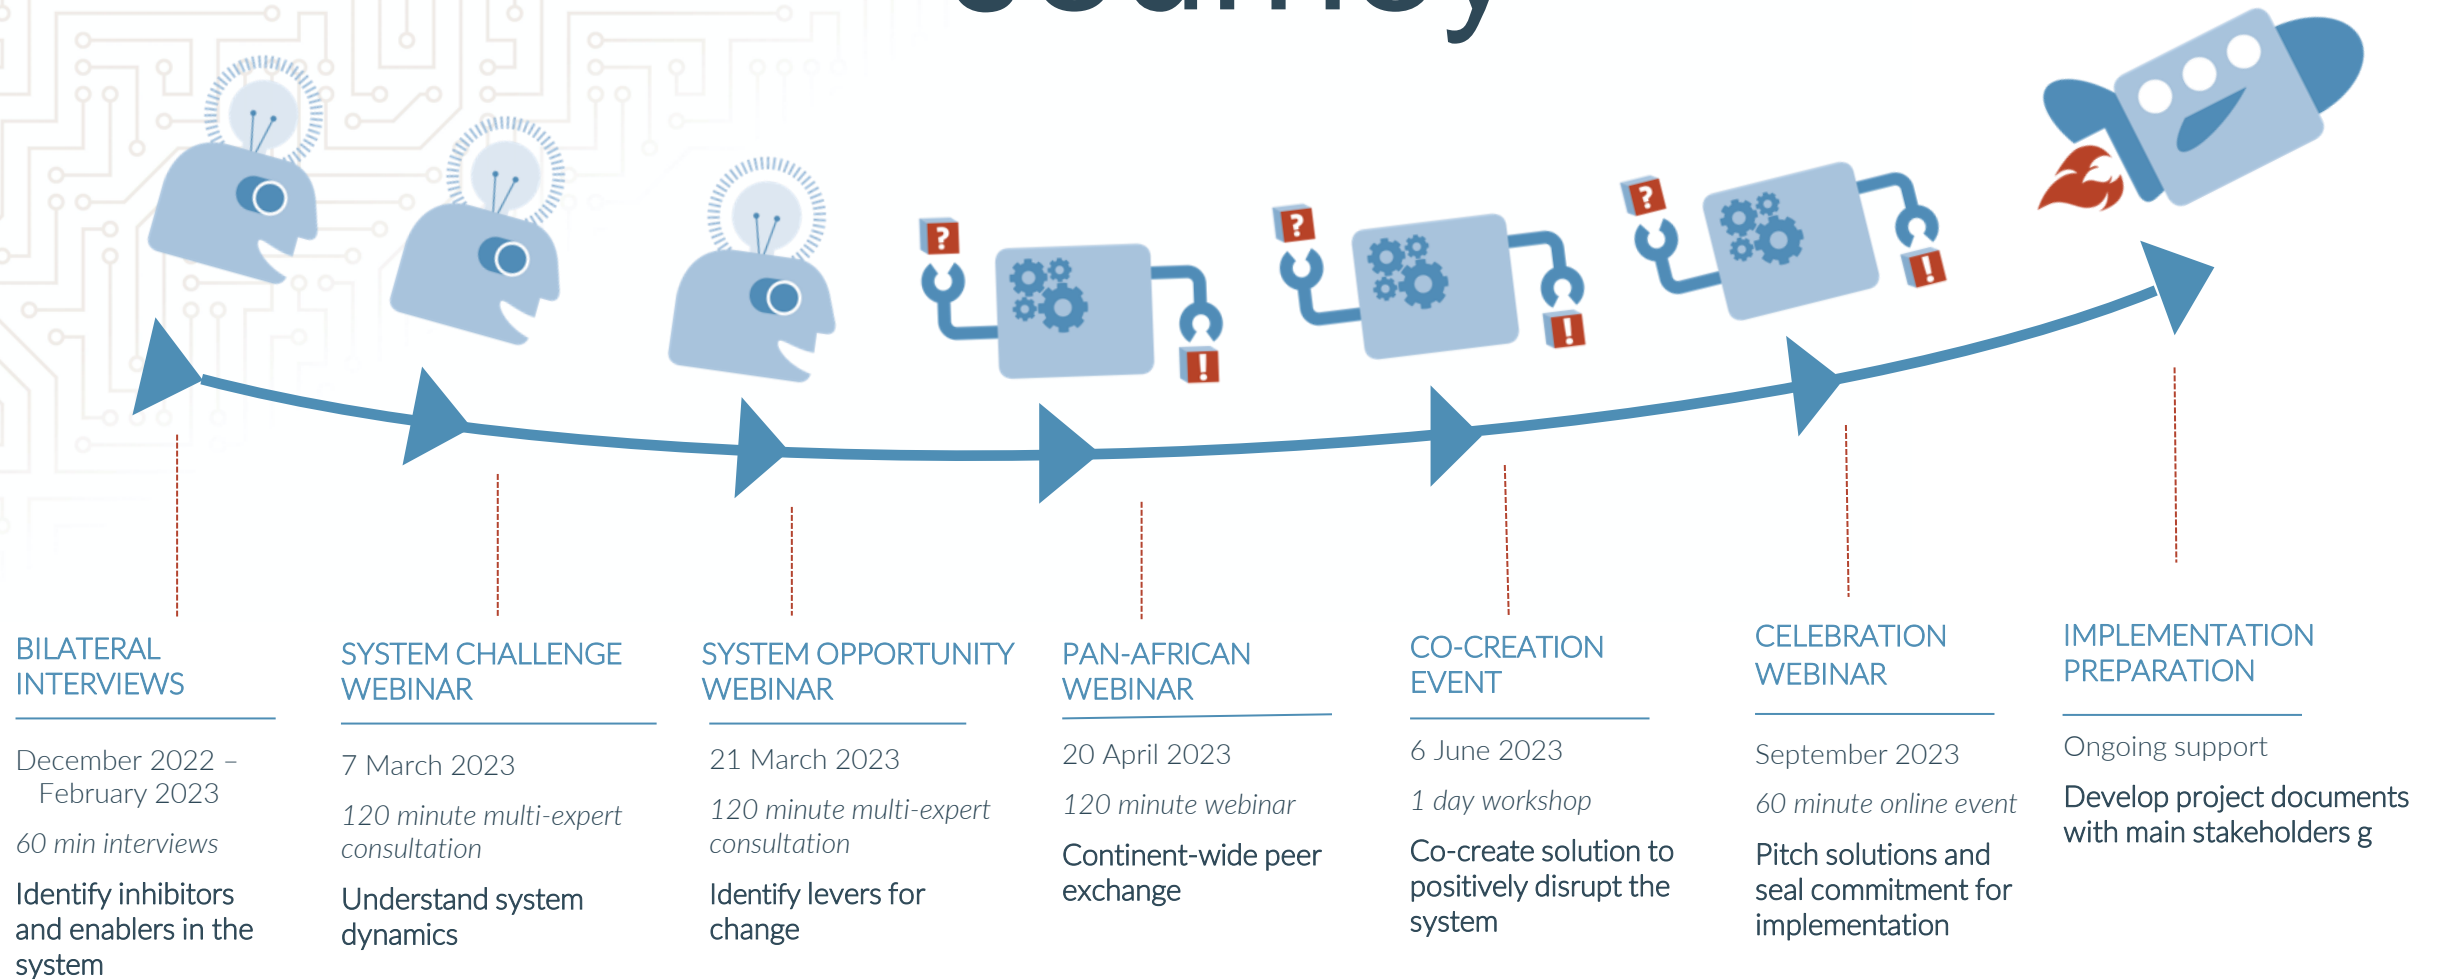 Journey
?
!
?
!
?
!
BILATERAL
INTERVIEWS
December 2022 –
February 2023
60 min interviews
Identify inhibitors
and enablers in the
system
SYSTEM CHALLENGE
WEBINAR
7 March 2023
120 minute multi-expert
consultation
Understand system
dynamics
SYSTEM OPPORTUNITY
WEBINAR
21 March 2023
120 minute multi-expert
consultation
Identify levers for
change
PAN-AFRICAN
WEBINAR
20 April 2023
120 minute webinar
Continent-wide peer
exchange
CO-CREATION
EVENT
6 June 2023
1 day workshop
Co-create solution to
positively disrupt the
system
CELEBRATION
WEBINAR
September 2023
60 minute online event
Pitch solutions and
seal commitment for
implementation
IMPLEMENTATION
PREPARATION
Ongoing support
Develop project documents
with main stakeholders g